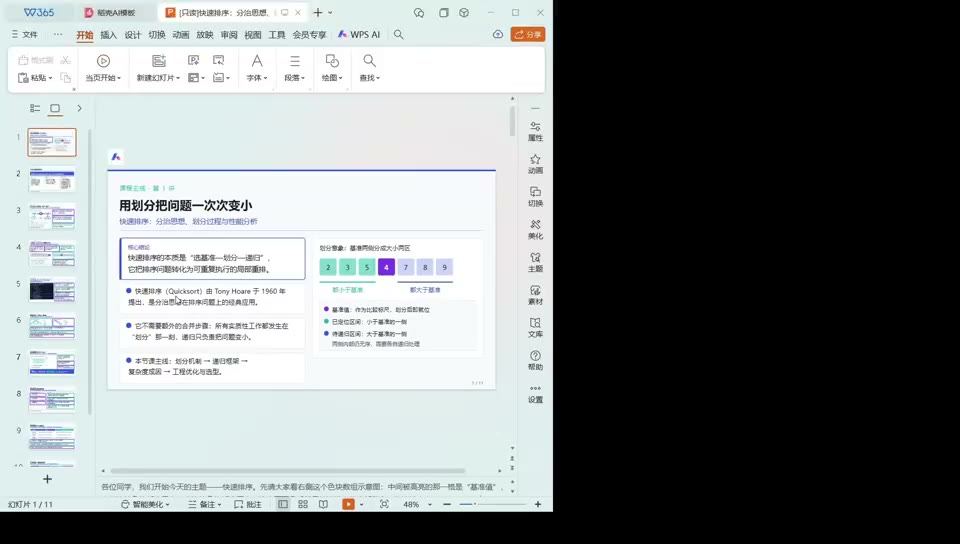 W365
稻壳AI模板
[只读]快速排序：分治思想、
文件
开始 插入 设计 切换 动画 放映 审阅 视图 工具 会员专享 WPS AI
分享
格式刷
粘贴
当页开始
新建幻灯片
字体
段落
绘图
查找
1
2
3
4
5
6
7
8
9
课程主线 · 第 1 讲
用划分把问题一次次变小
快速排序：分治思想、划分过程与性能分析
核心结论
快速排序的本质是“选基准—划分—递归”，
它把排序问题转化为可重复执行的局部重排。
快速排序（Quicksort）由 Tony Hoare 于 1960 年
提出，是分治思想在排序问题上的经典应用。
它不需要额外的合并步骤：所有实质性工作都发生在
“划分”那一刻，递归只负责把问题变小。
本节课主线：划分机制 → 递归框架 →
复杂度成因 → 工程优化与选型。
划分意象：基准两侧分成大小两区
2 3 5 4 7 8 9
都小于基准
都大于基准
基准值：作为比较标尺，划分后即就位
已定位区间：小于基准的一侧
待递归区间：大于基准的一侧
两侧内部仍无序，需要各自递归处理
1 / 11
属性
动画
切换
美化
主题
素材
文库
帮助
设置
各位同学，我们开始今天的主题——快速排序。先请大家看右侧这个色块数组示意图：中间被高亮的那一格是“基准值”，
幻灯片 1 / 11
智能美化
备注
批注
48%